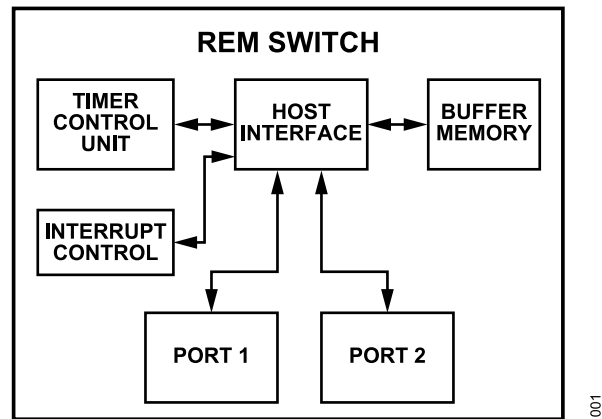 REM SWITCH
TIMER
CONTROL
UNIT
HOST
INTERFACE
BUFFER
MEMORY
INTERRUPT
CONTROL
PORT 1
PORT 2
001